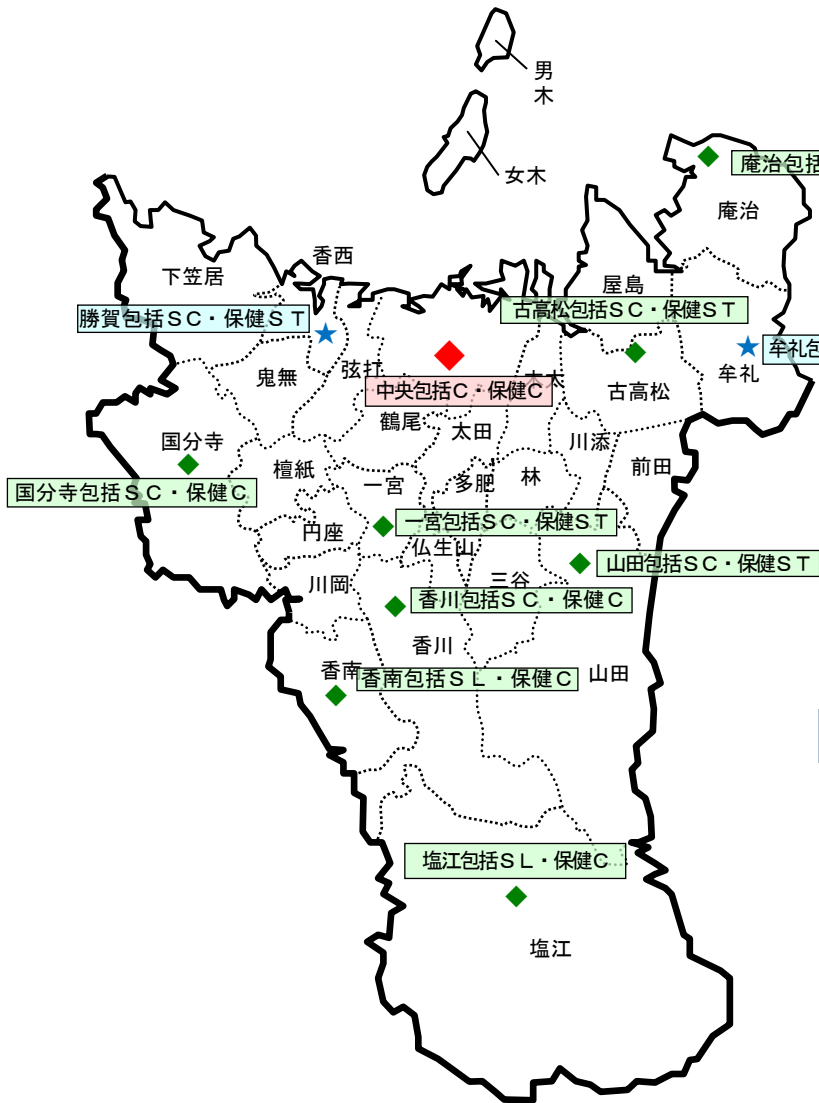 男
木
女木
庵治包括
庵治
香西
下笠居
屋島
勝賀包括ＳＣ・保健ＳＴ
古高松包括ＳＣ・保健ＳＴ
牟礼包
弦打
鬼無
木太
牟礼
中央包括Ｃ・保健Ｃ
古高松
鶴尾
太田
川添
国分寺
檀紙
前田
国分寺包括ＳＣ・保健Ｃ
一宮
多肥
林
一宮包括ＳＣ・保健ＳＴ
円座
仏生山
山田包括ＳＣ・保健ＳＴ
川岡
三谷
香川包括ＳＣ・保健Ｃ
香川
香南
香南包括ＳＬ・保健Ｃ
山田
塩江包括ＳＬ・保健Ｃ
塩江